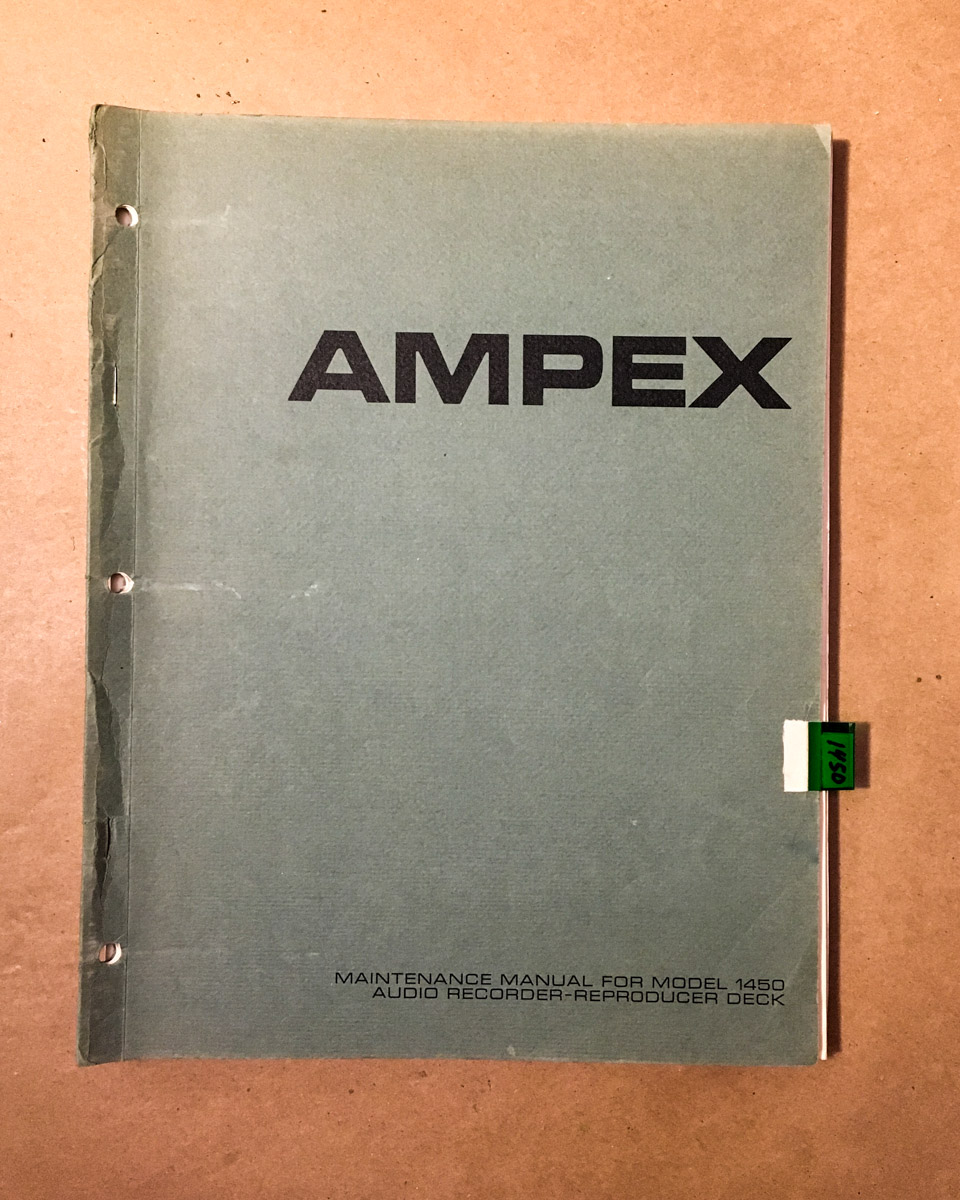 AMPEX
1450
MAINTENANCE MANUAL FOR MODEL 1450
AUDIO RECORDER-REPRODUCER DECK